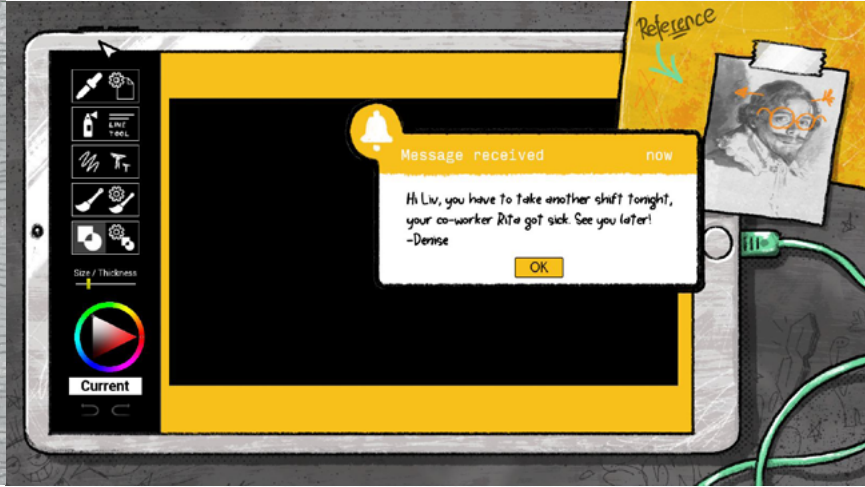 Reference
LINE
TOOL
Message received now
Hi Liv, you have to take another shift tonight,
your co-worker Rita got sick. See you later!
-Denise
OK
Size / Thickness
Current